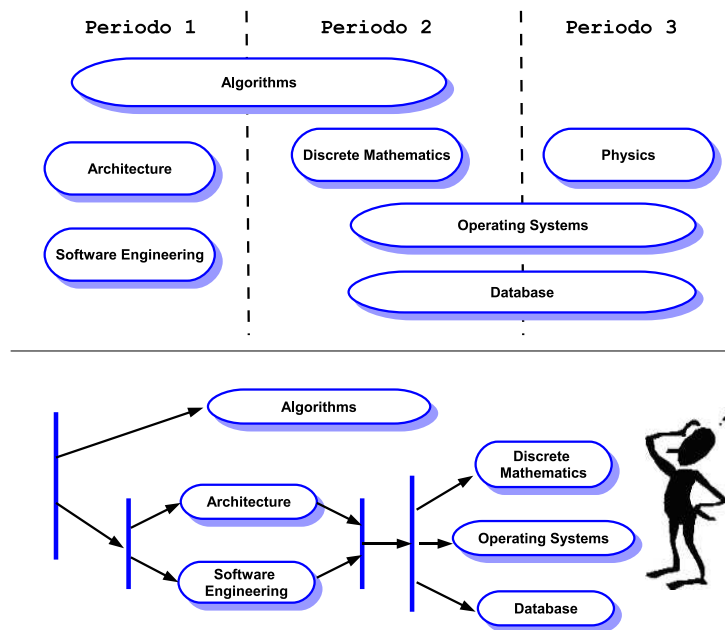 Periodo 1 Periodo 2 Periodo 3
Algorithms
Architecture
Discrete Mathematics
Physics
Operating Systems
Software Engineering
Database
Algorithms
Discrete
Mathematics
Architecture
Operating Systems
Software
Engineering
Database